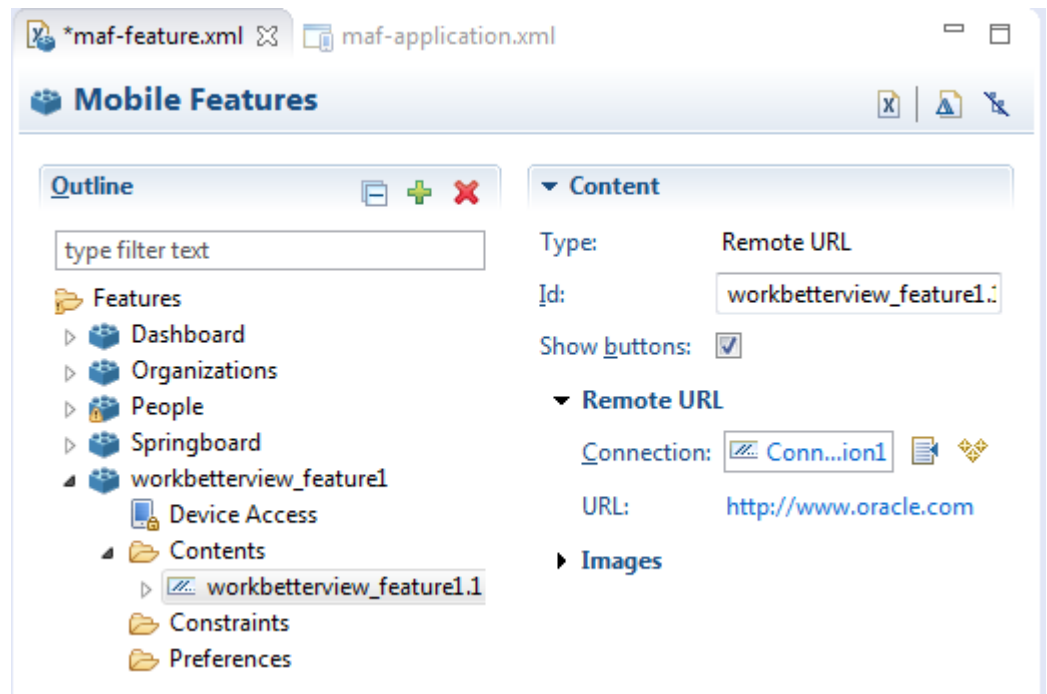 *maf-feature.xml maf-application.xml
Mobile Features
Outline
type filter text
Features
Dashboard
Organizations
People
Springboard
workbetterview_feature1
Device Access
Contents
workbetterview_feature1.1
Constraints
Preferences
Content
Type: Remote URL
Id: workbetterview_feature1.
Show buttons:
Remote URL
Connection: Conn...ion1
URL: http://www.oracle.com
Images